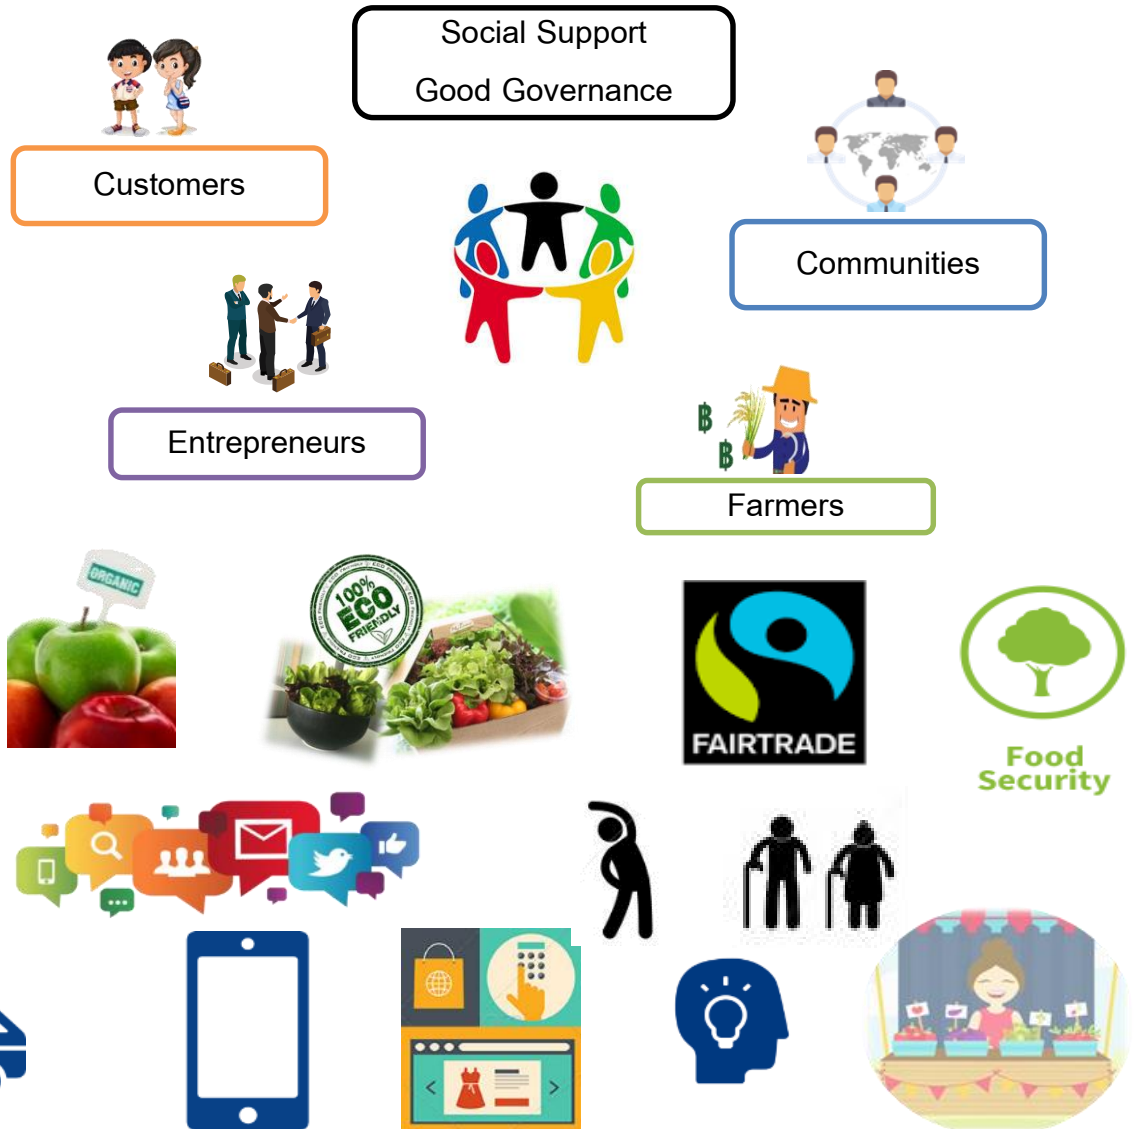 Social Support
Good Governance
Customers
Communities
Entrepreneurs
Farmers
ORGANIC
100%
ECO
FRIENDLY
FAIRTRADE
Food
Security
฿
฿